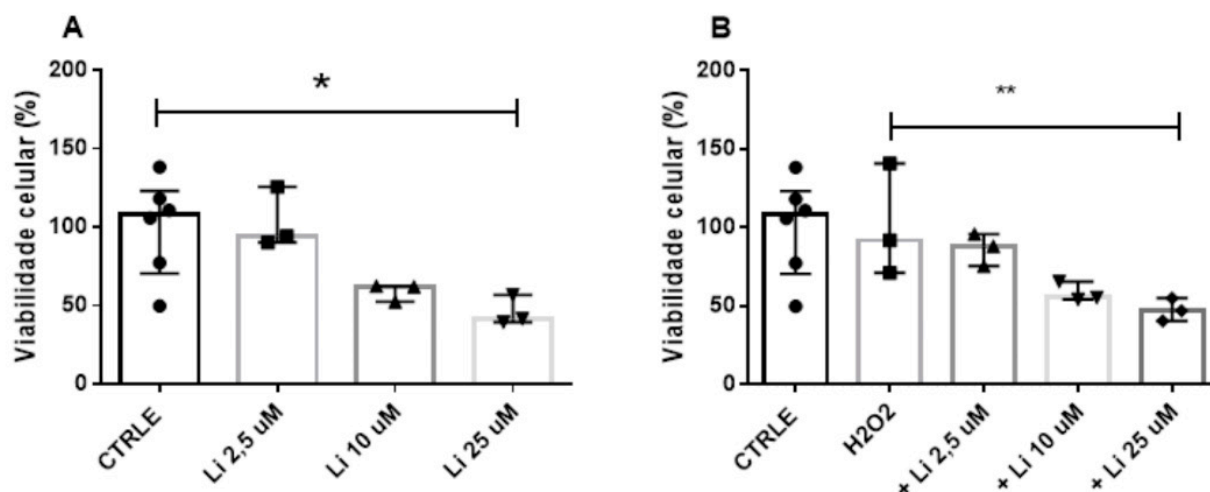 A
*
Viabilidade celular (%)
200
150
100
50
0
CTRLE
Li 2,5 uM
Li 10 uM
Li 25 uM
B
**
Viabilidade celular (%)
200
150
100
50
0
CTRLE
H2O2
+ Li 2,5 uM
+ Li 10 uM
+ Li 25 uM